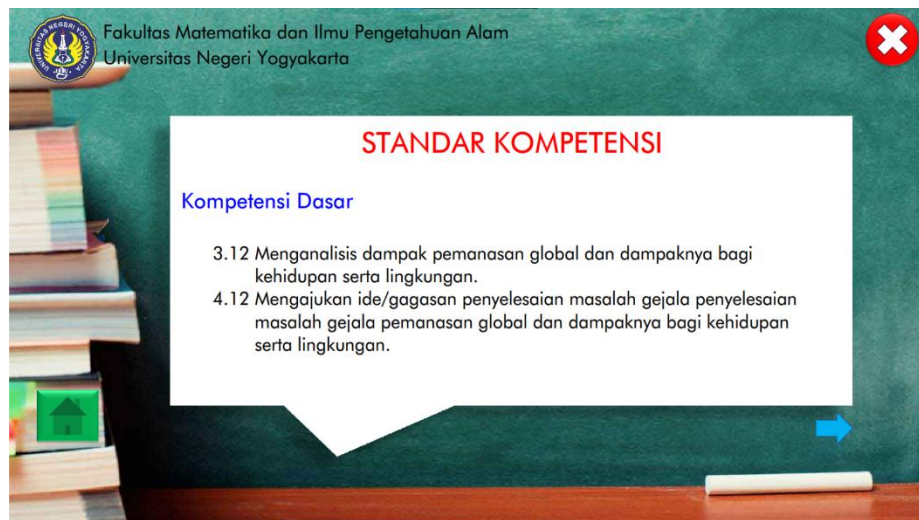 Fakultas Matematika dan Ilmu Pengetahuan Alam
Universitas Negeri Yogyakarta
STANDAR KOMPETENSI
Kompetensi Dasar
3.12 Menganalisis dampak pemanasan global dan dampaknya bagi
kehidupan serta lingkungan.
4.12 Mengajukan ide/gagasan penyelesaian masalah gejala penyelesaian
masalah gejala pemanasan global dan dampaknya bagi kehidupan
serta lingkungan.